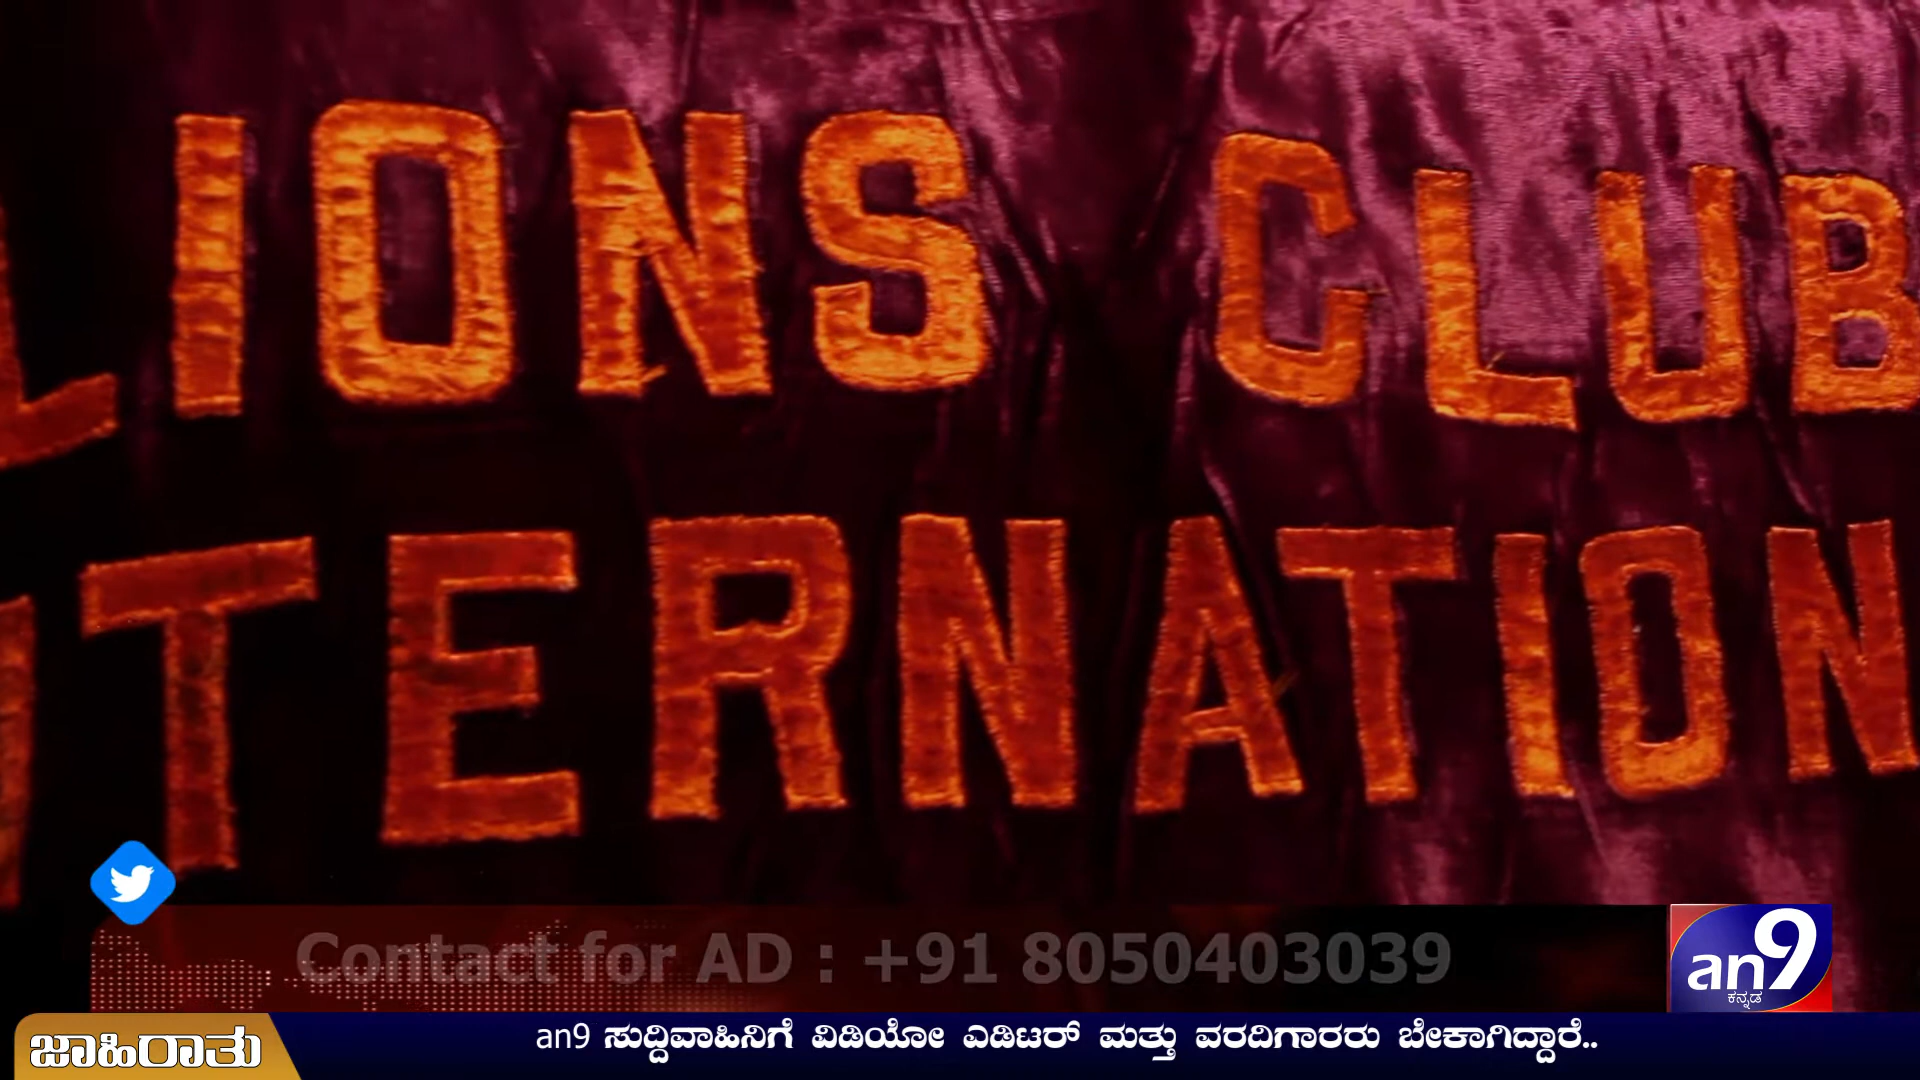 LIONS CLUB
TERNATION
Contact for AD : +91 8050403039
an9
ಕನ್ನಡ
ಜಾಹಿರಾತು
an9 ಸುದ್ದಿವಾಹಿನಿಗೆ ವಿಡಿಯೋ ಎಡಿಟರ್ ಮತ್ತು ವರದಿಗಾರರು ಬೇಕಾಗಿದ್ದಾರೆ..